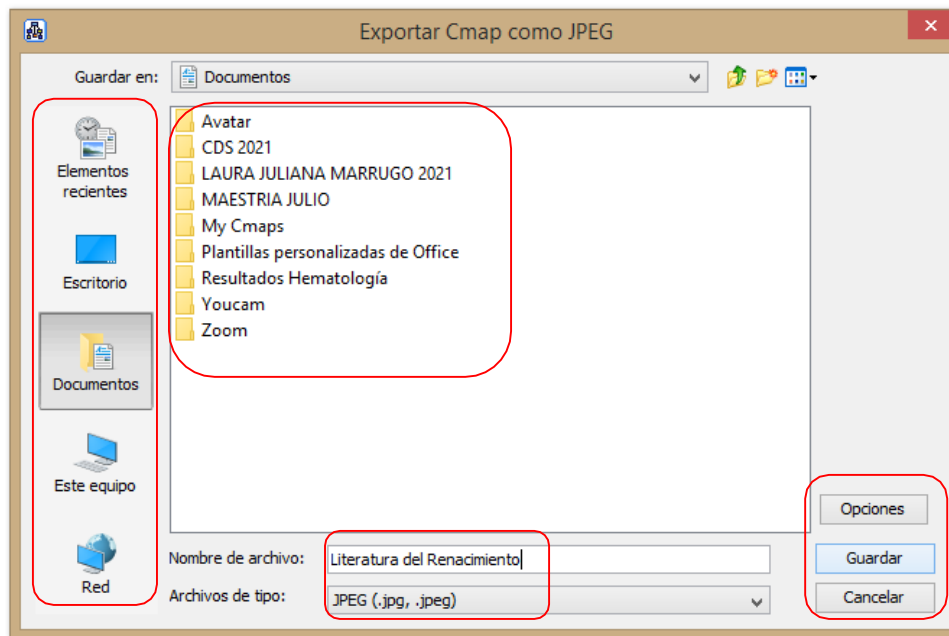 Exportar Cmap como JPEG
Guardar en:
Documentos
Elementos
recientes
Escritorio
Documentos
Este equipo
Red
Avatar
CDS 2021
LAURA JULIANA MARRUGO 2021
MAESTRIA JULIO
My Cmaps
Plantillas personalizadas de Office
Resultados Hematología
Youcam
Zoom
Opciones
Nombre de archivo:
Literatura del Renacimiento
Guardar
Archivos de tipo:
JPEG (.jpg, .jpeg)
Cancelar